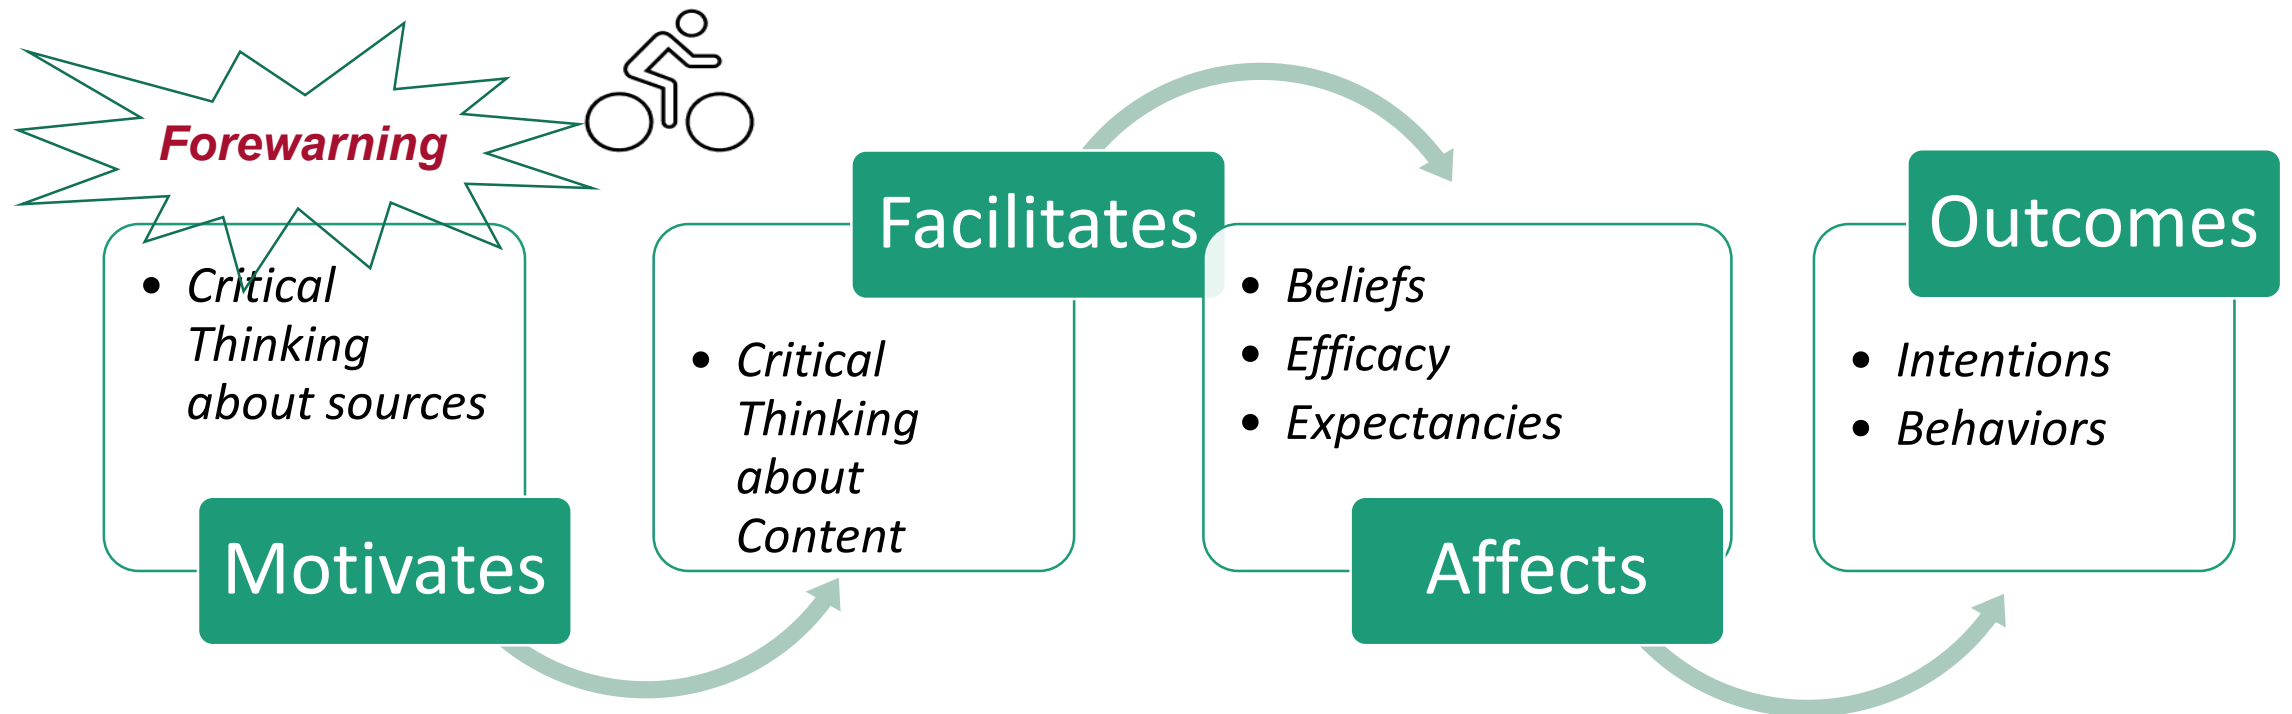 Forewarning
• Critical
Thinking
about sources
Motivates
Facilitates
• Critical
Thinking
about
Content
• Beliefs
• Efficacy
• Expectancies
Affects
Outcomes
• Intentions
• Behaviors